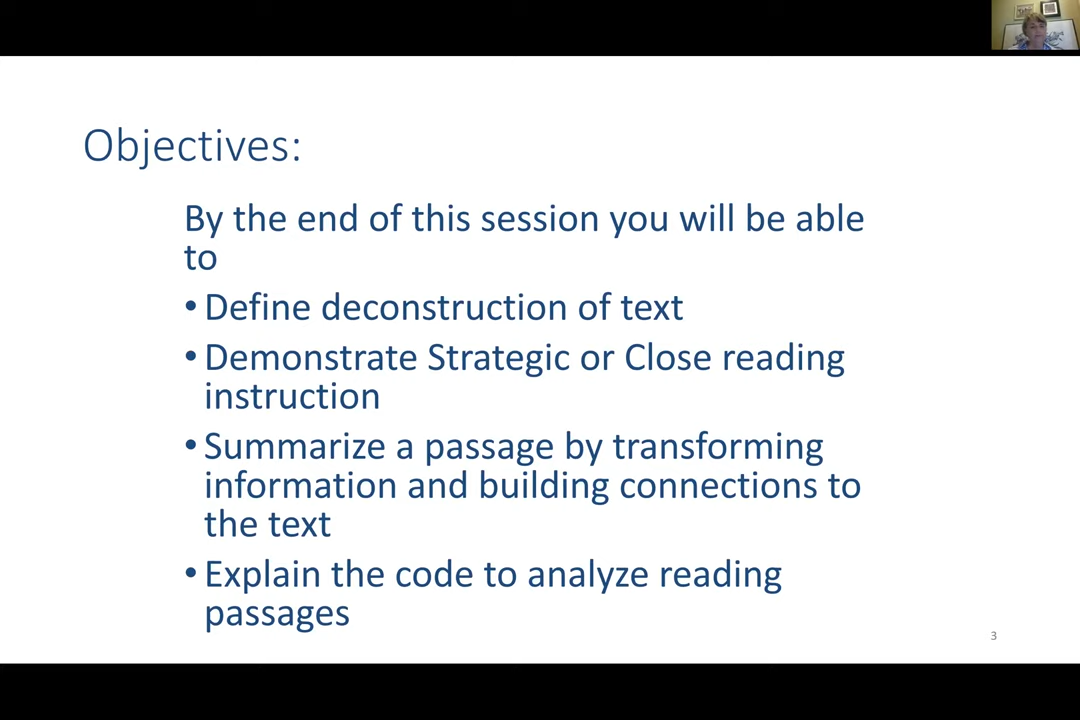 Objectives:
By the end of this session you will be able
to
• Define deconstruction of text
• Demonstrate Strategic or Close reading
instruction
• Summarize a passage by transforming
information and building connections to
the text
• Explain the code to analyze reading
passages
3